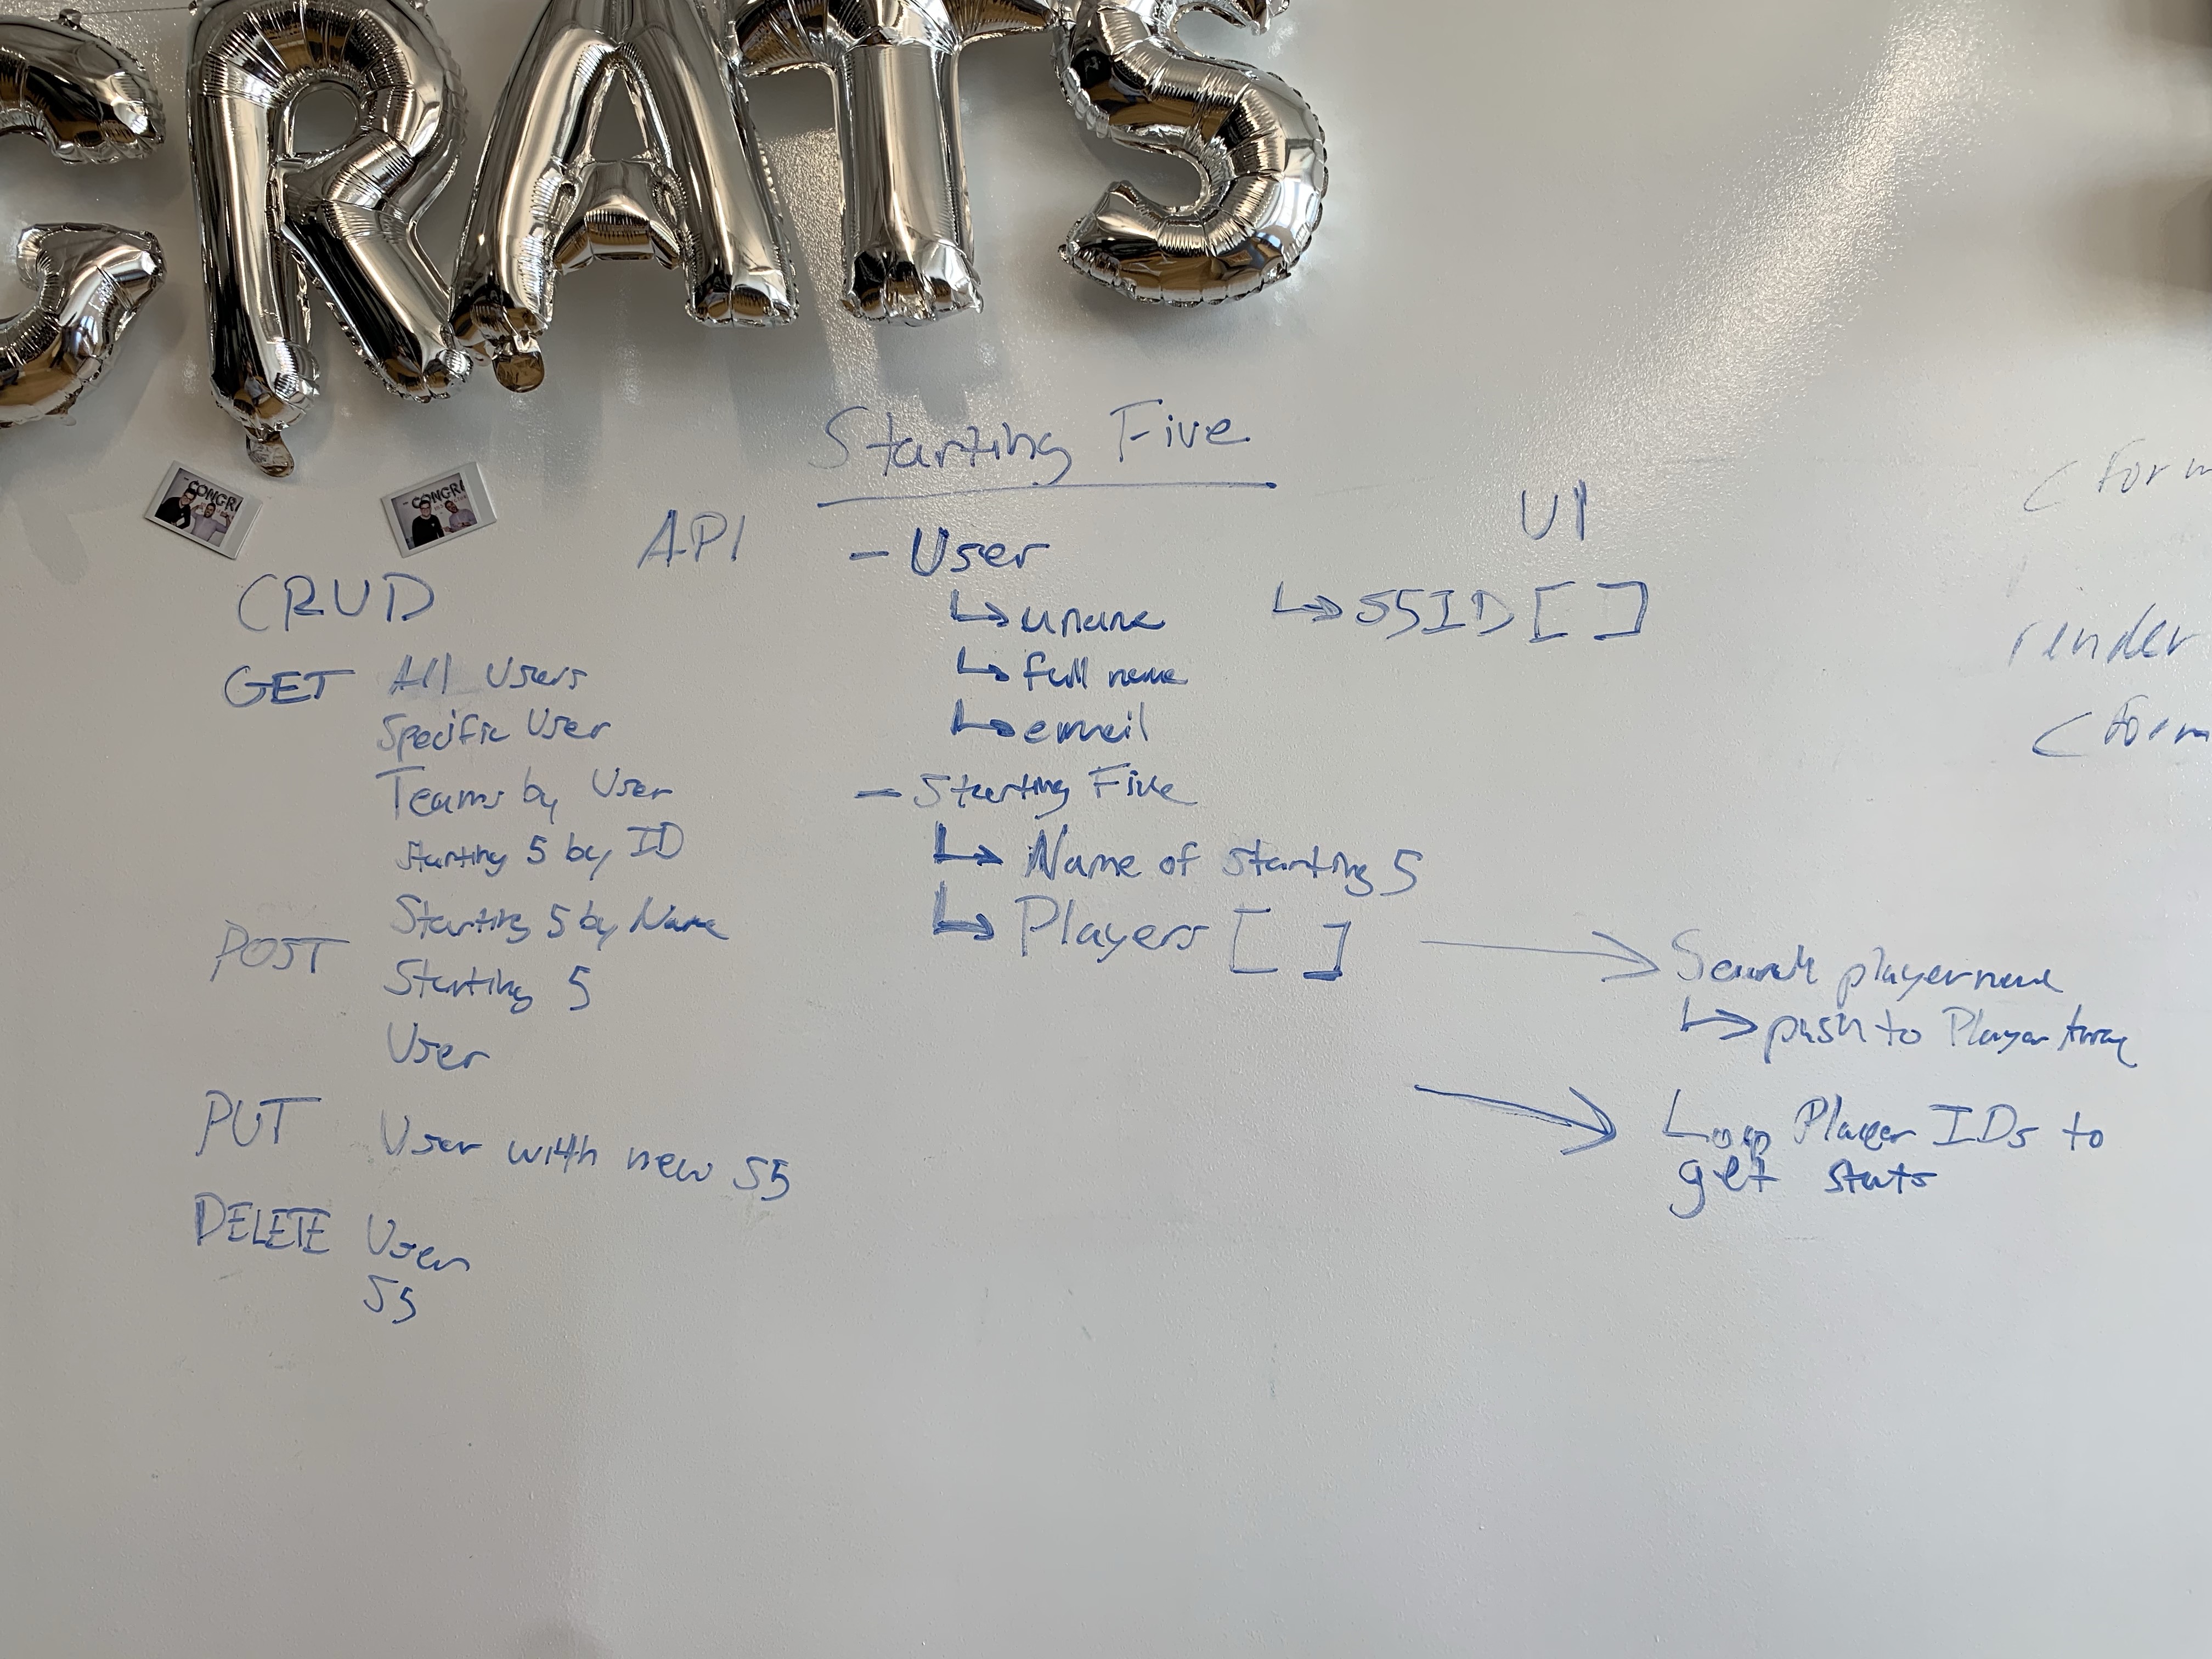 GRATS
CONGR
CONGR
Starting Five
API
UI
CRUD
GET All Users
Specific User
Teams by User
Starting 5 by ID
Starting 5 by Name
POST Starting 5
User
PUT User with new S5
DELETE User
S5
- User
↳ uname
↳ full name
↳ email
↳ S5ID [ ]
- Starting Five
↳ Name of starting 5
↳ Players [ ]
→ Search player name
↳ push to Player Array
→ Loop Player IDs to
get stats
< Form
render
< Form